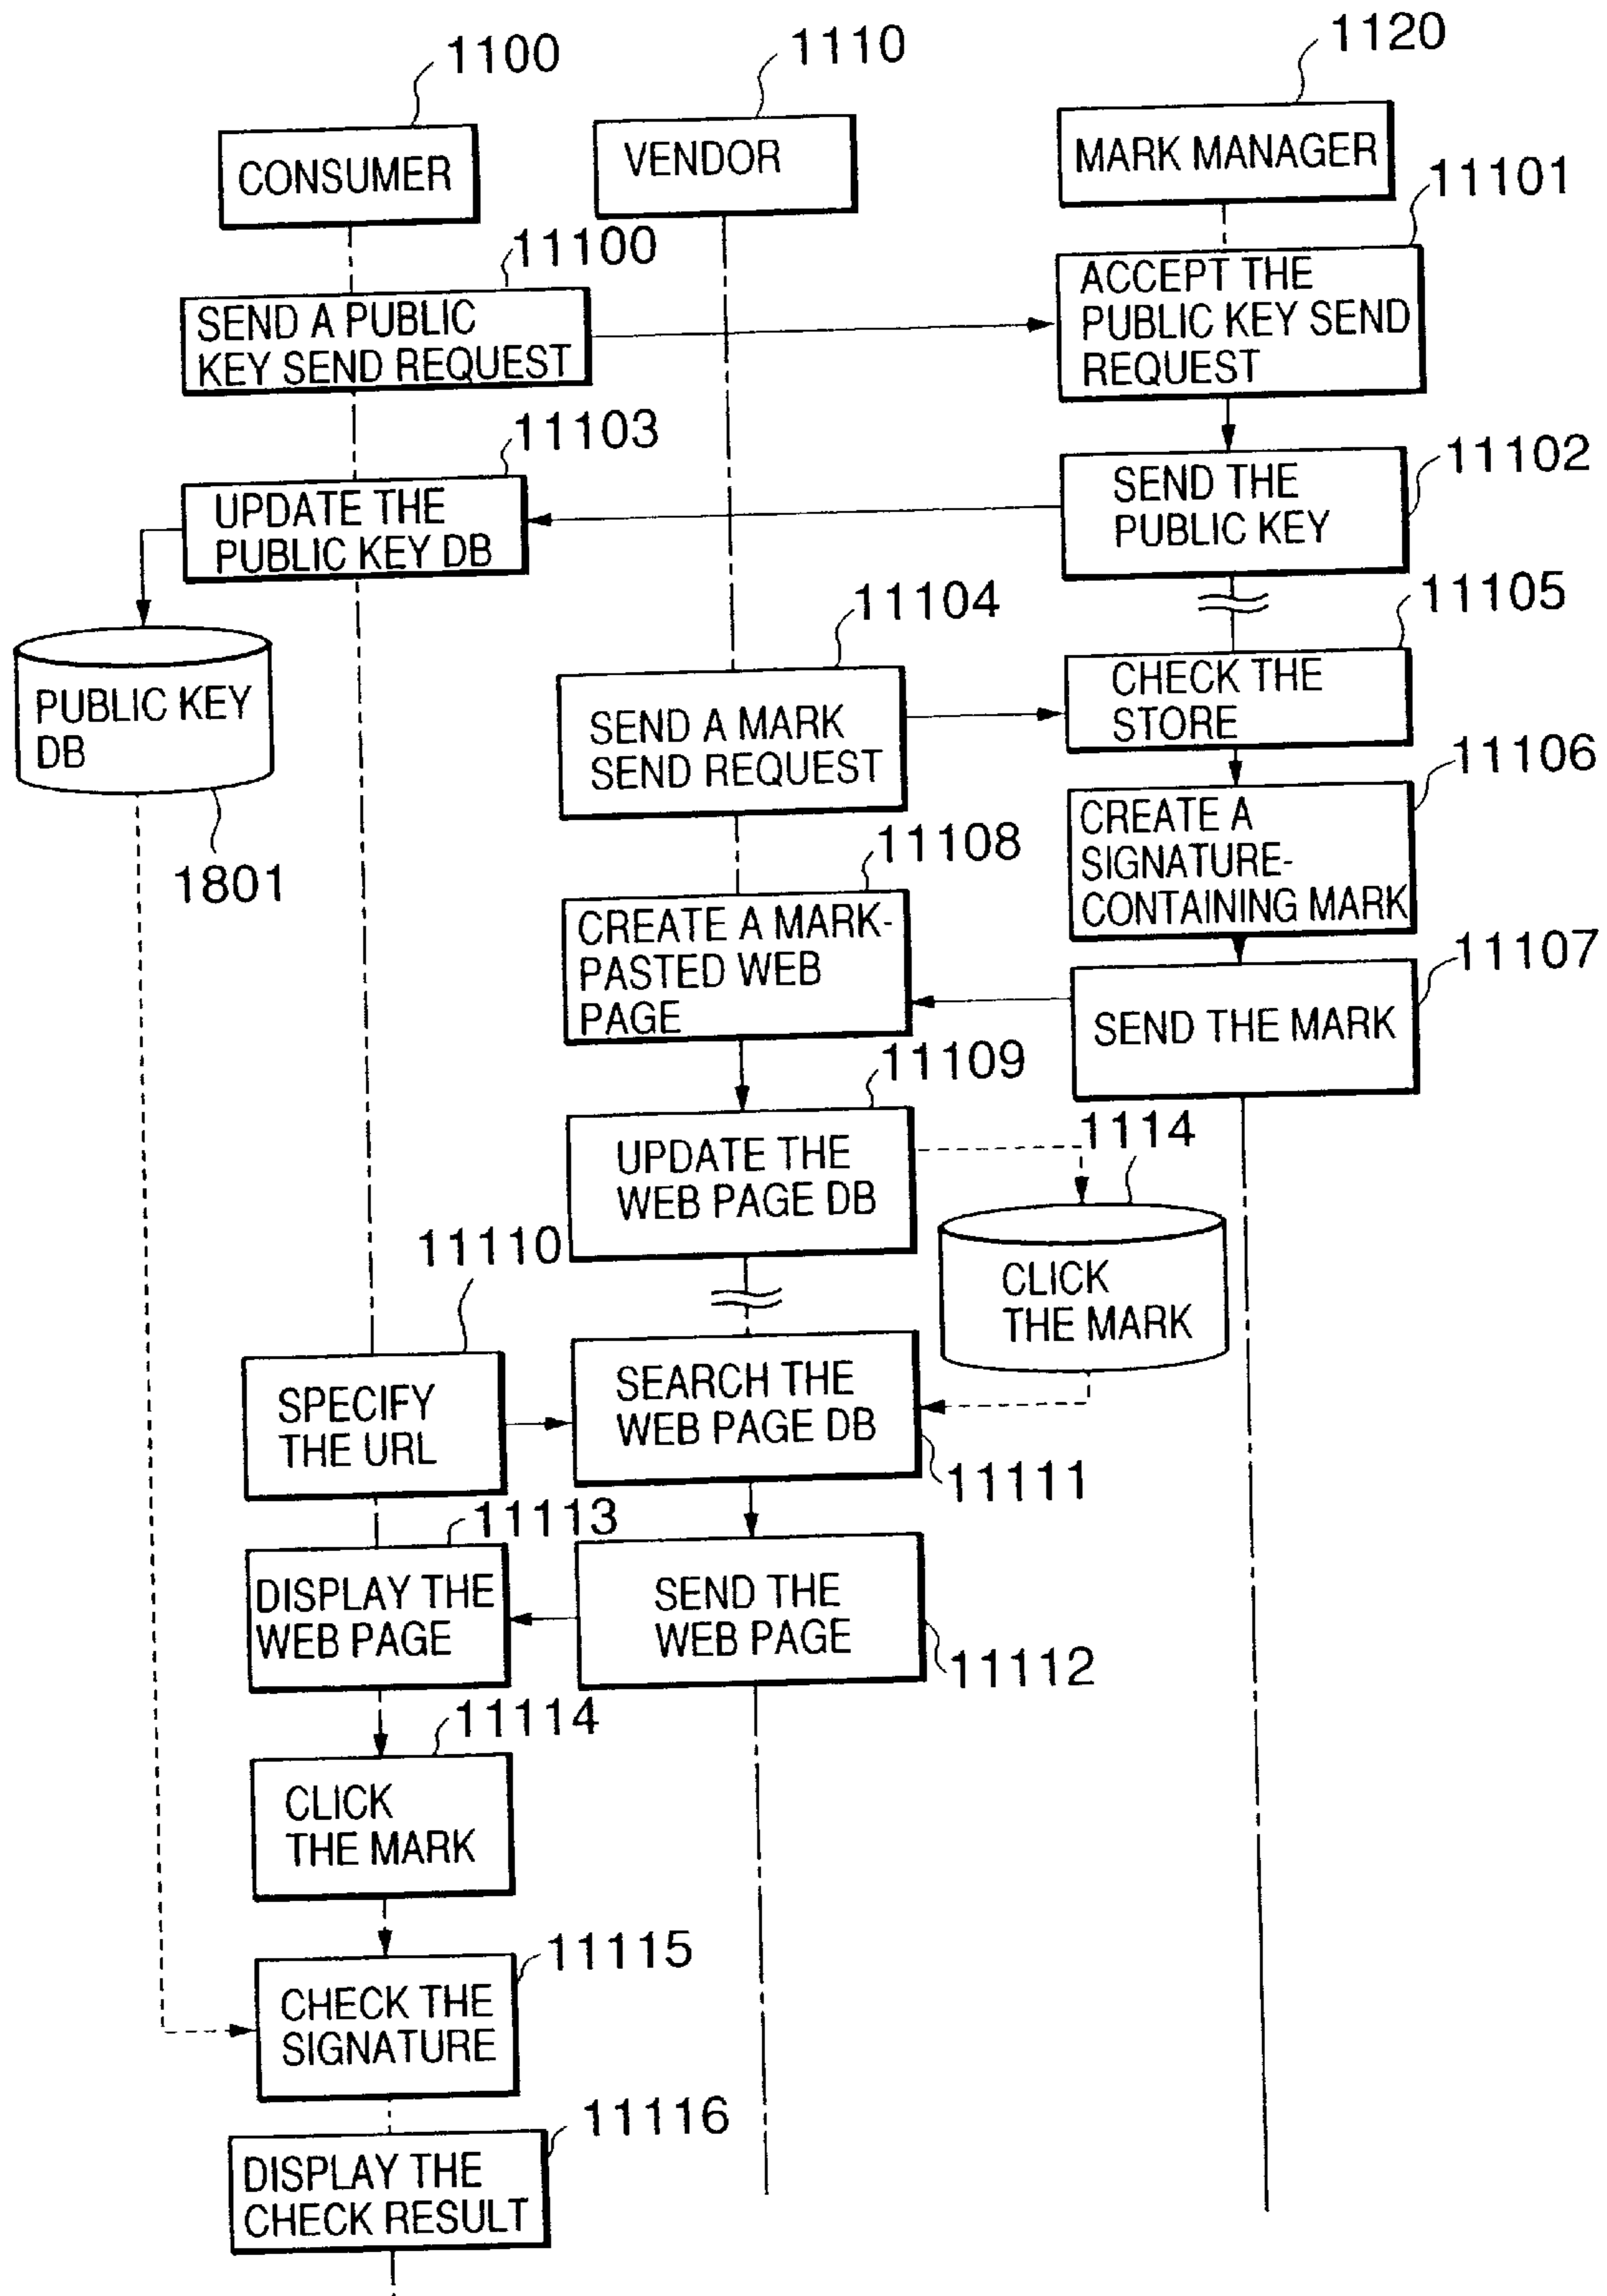 1100
1110
1120
CONSUMER
VENDOR
MARK MANAGER
11101
11100
SEND A PUBLIC
KEY SEND REQUEST
ACCEPT THE
PUBLIC KEY SEND
REQUEST
11103
UPDATE THE
PUBLIC KEY DB
11102
SEND THE
PUBLIC KEY
PUBLIC KEY
DB
1801
11104
SEND A MARK
SEND REQUEST
11105
CHECK THE
STORE
11106
CREATE A
SIGNATURE-
CONTAINING MARK
11108
CREATE A MARK-
PASTED WEB
PAGE
11107
SEND THE MARK
11109
UPDATE THE
WEB PAGE DB
1114
CLICK
THE MARK
11110
SPECIFY
THE URL
SEARCH THE
WEB PAGE DB
11111
11113
DISPLAY THE
WEB PAGE
SEND THE
WEB PAGE
11112
11114
CLICK
THE MARK
11115
CHECK THE
SIGNATURE
11116
DISPLAY THE
CHECK RESULT